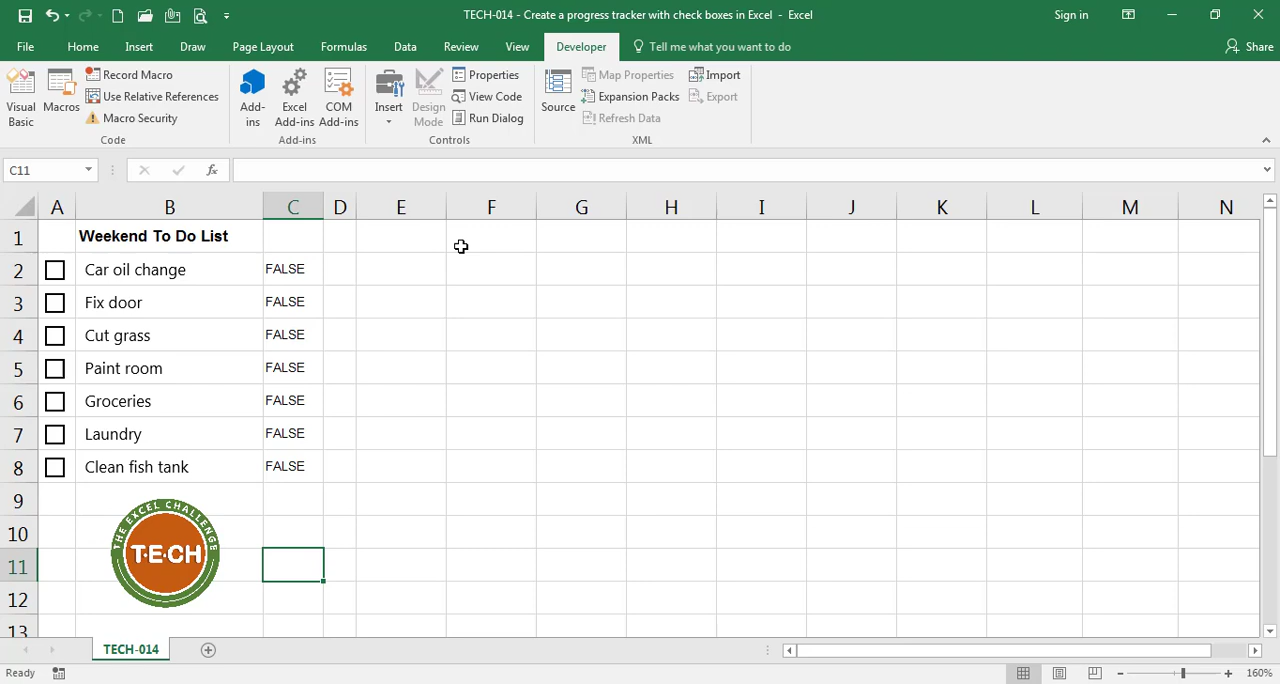 TECH-014 - Create a progress tracker with check boxes in Excel - Excel
Sign in
File Home Insert Draw Page Layout Formulas Data Review View Developer Tell me what you want to do Share
Visual Basic
Macros
Record Macro
Use Relative References
Macro Security
Code
Add-ins
Excel Add-ins
COM Add-ins
Add-ins
Insert
Design Mode
Properties
View Code
Run Dialog
Controls
Source
Map Properties
Expansion Packs
Refresh Data
Import
Export
XML
C11
fx
A B C D E F G H I J K L M N
1 Weekend To Do List
2 Car oil change FALSE
3 Fix door FALSE
4 Cut grass FALSE
5 Paint room FALSE
6 Groceries FALSE
7 Laundry FALSE
8 Clean fish tank FALSE
9
10
11
12
13
THE EXCEL CHALLENGE
T·E·CH
TECH-014
Ready
160%